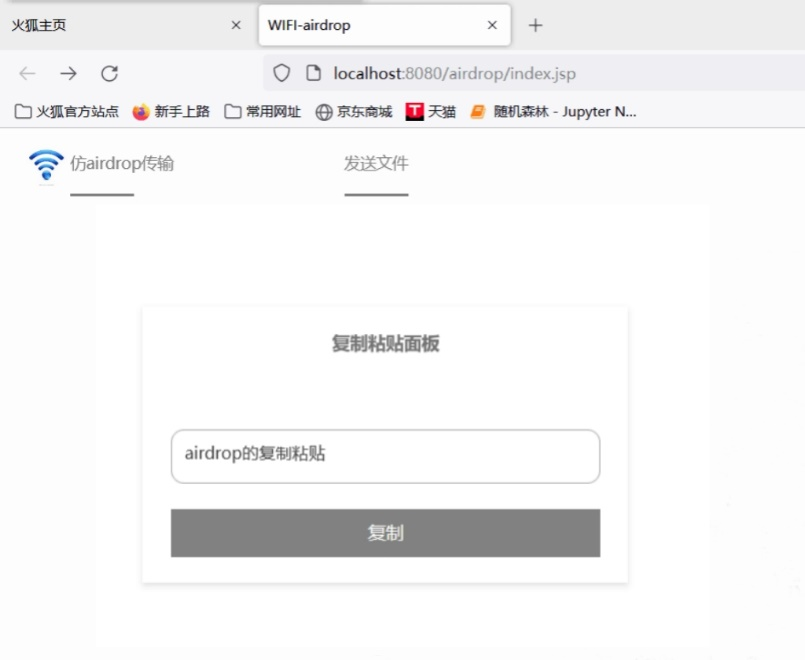 火狐主页
WIFI-airdrop
localhost:8080/airdrop/index.jsp
火狐官方站点 新手上路 常用网址 京东商城 T 天猫 随机森林 - Jupyter N...
仿airdrop传输 发送文件
复制粘贴面板
airdrop的复制粘贴
复制